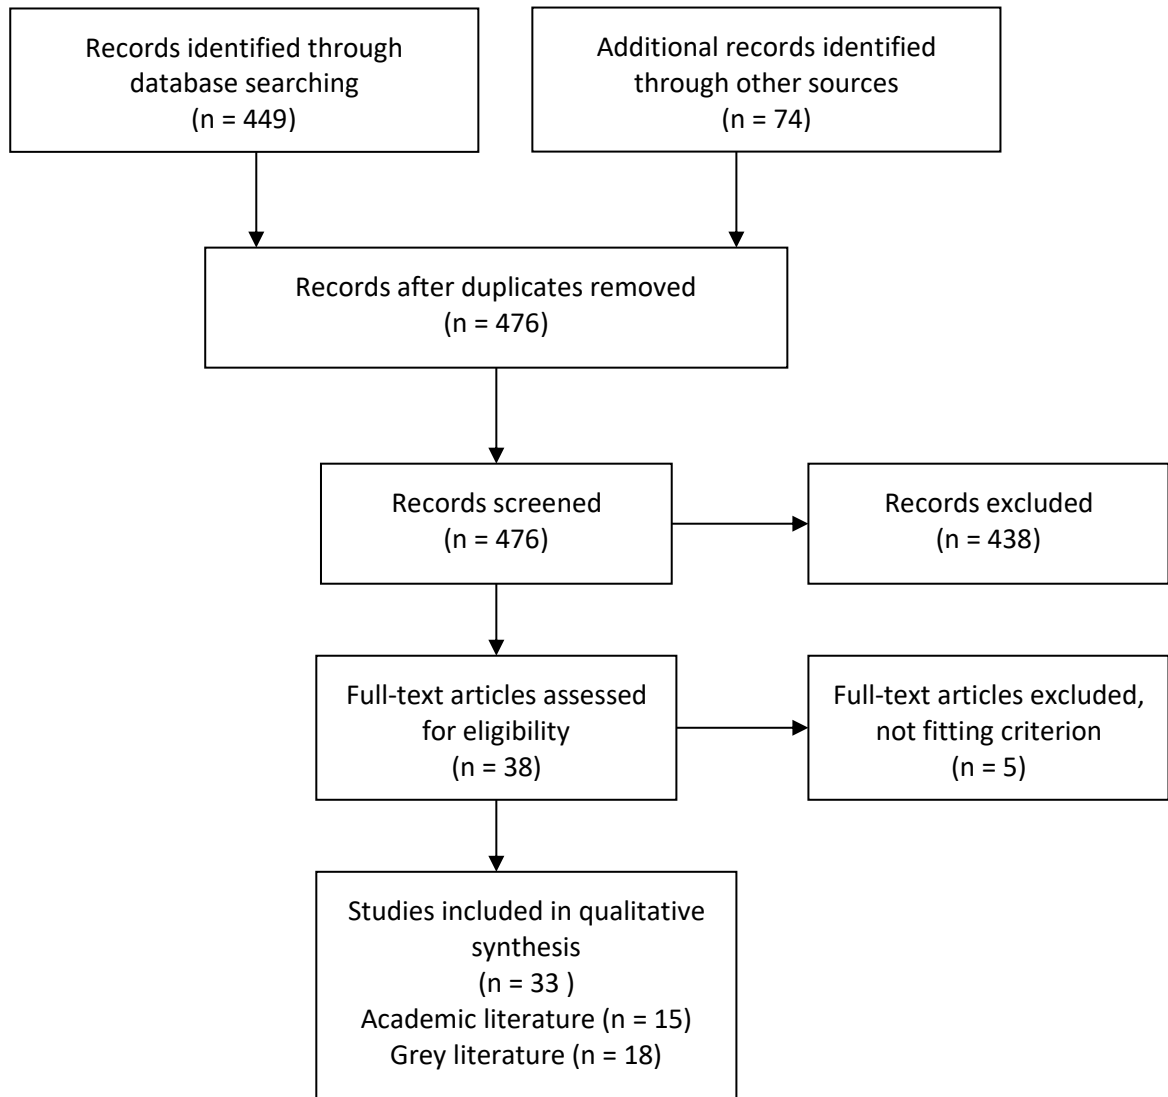 Records identified through
database searching
(n = 449)
Additional records identified
through other sources
(n = 74)
Records after duplicates removed
(n = 476)
Records screened
(n = 476)
Records excluded
(n = 438)
Full-text articles assessed
for eligibility
(n = 38)
Full-text articles excluded,
not fitting criterion
(n = 5)
Studies included in qualitative
synthesis
(n = 33 )
Academic literature (n = 15)
Grey literature (n = 18)